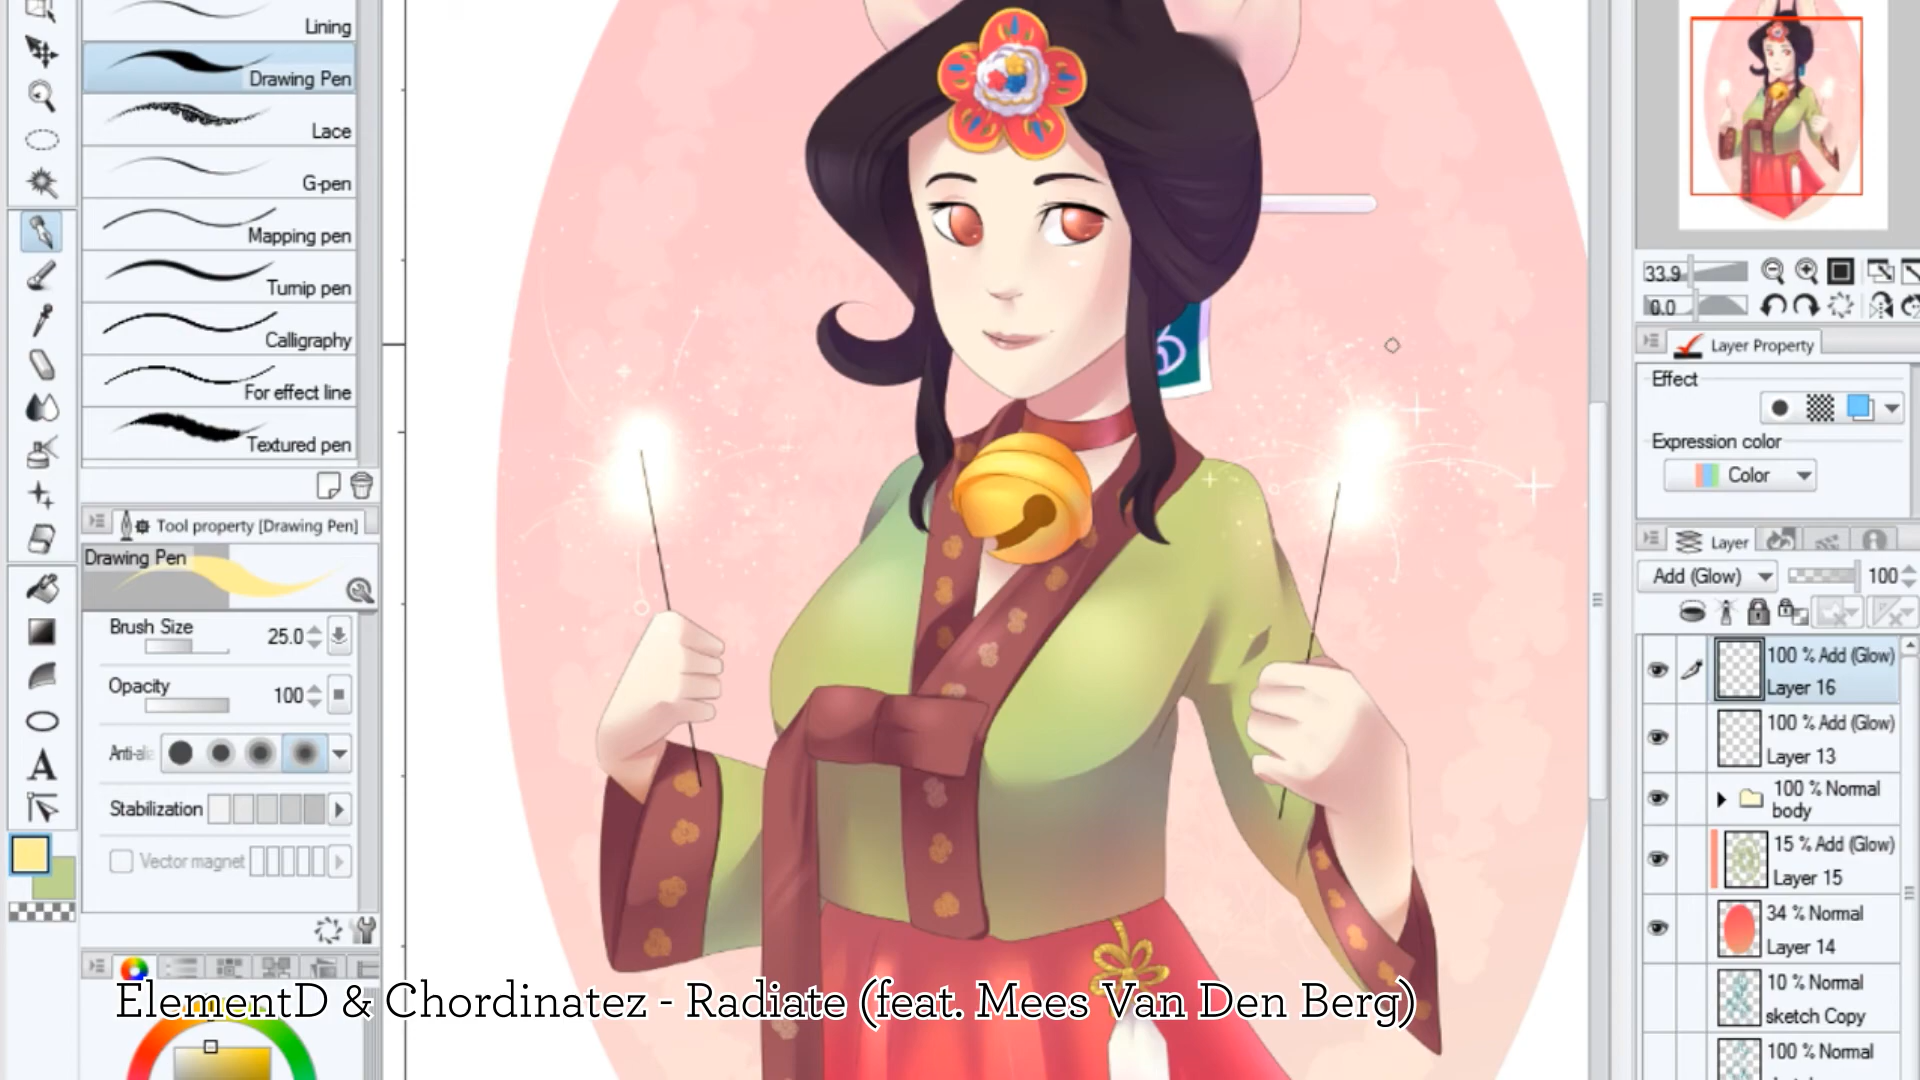 Lining
Drawing Pen
Lace
G-pen
Mapping pen
Turnip pen
Calligraphy
For effect line
Textured pen
Tool property [Drawing Pen]
Drawing Pen
Brush Size 25.0
Opacity 100
Anti-alia
Stabilization
Vector magnet
A
33.9
0.0
Layer Property
Effect
Expression color
Color
Layer
Add (Glow) 100
100 % Add (Glow)
Layer 16
100 % Add (Glow)
Layer 13
100 % Normal
body
15 % Add (Glow)
Layer 15
34 % Normal
Layer 14
10 % Normal
sketch Copy
100 % Normal
ElementD & Chordinatez - Radiate (feat. Mees Van Den Berg)